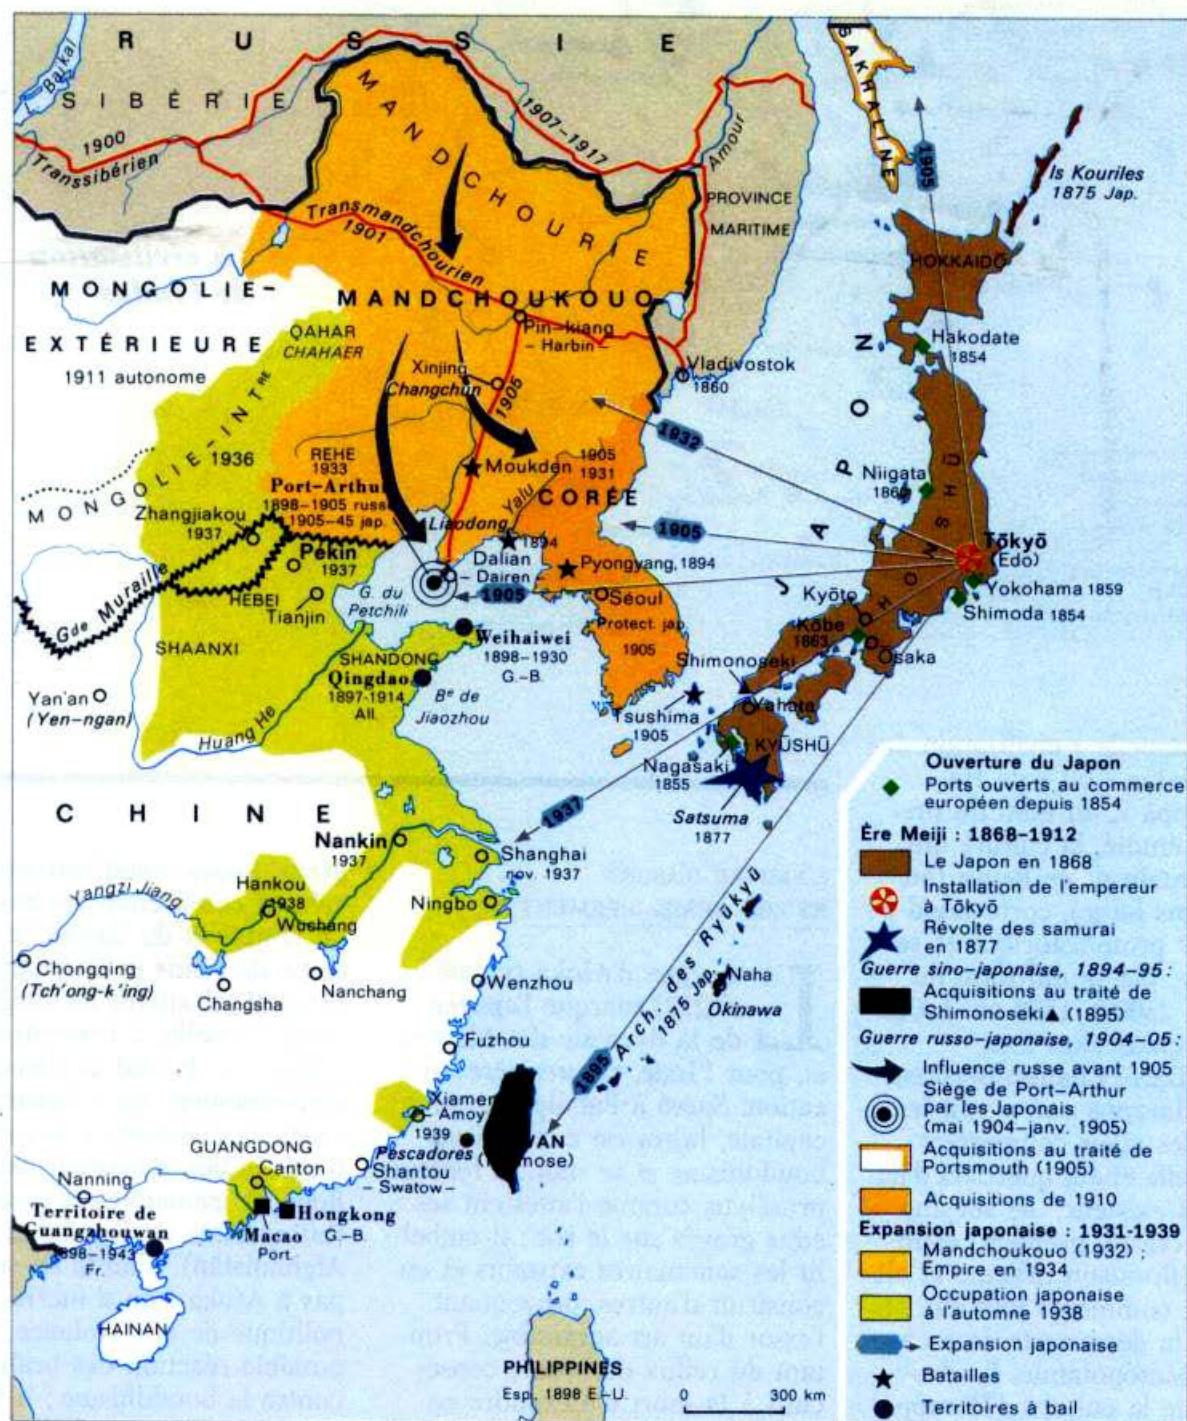 RUSSIE
Baïkal
SIBÉRIE
1900
Transsibérien
MANDCHOURIE
1907-1917
Amour
PROVINCE
MARITIME
SAKHALINE
1905
Is Kouriles
1875 Jap.
HOKKAIDŌ
Transmandchourien
1901
MONGOLIE-
EXTÉRIEURE
1911 autonome
MANDCHOUKOUO
QAHAR
CHAHAER
Pin-kiang
- Harbin -
Xinjing
Changchun
1905
Vladivostok
1860
Hakodate
1854
JAPON
HONSHŪ
MONGOLIE-INTRE
1936
REHE
1933
Moukden
1905
1931
1932
CORÉE
Yalu
Niigata
Port-Arthur
1898-1905 russe
1905-45 jap.
Liaodong
1894
Zhangjiakou
1937
Pékin
1937
Gde Muraille
HEBEI
Tianjin
G. du
Petchili
Dalian
- Dairen -
Pyongyang, 1894
Séoul
Protect. jap.
1905
1905
1905
Tōkyō
(Edo)
Yokohama 1859
Shimoda 1854
Kyōto
Kōbe
1863
Ōsaka
SHAANXI
Yan'an
(Yen-ngan)
Huang He
SHANDONG
Qingdao
1897-1914
All.
Weihaiwei
1898-1930
G.-B.
Be de
Jiaozhou
Shimonoseki
Yahata
Tsushima
1905
KYŪSHŪ
Nagasaki
1855
Satsuma
1877
CHINE
1937
Nankin
1937
Shanghai
nov. 1937
Yangzi Jiang
Hankou
1938
Wushang
Ningbo
Chongqing
(Tch'ong-k'ing)
Changsha
Nanchang
Wenzhou
Fuzhou
Arch. des Ryūkyū
1875 Jap.
Naha
Okinawa
1895
Xiamen
- Amoy -
1939
Pescadores
WAN
mose)
GUANGDONG
Canton
Shantou
- Swatow -
Nanning
Territoire de
Guangzhouwan
1898-1943
Fr.
Macao
Port.
Hongkong
G.-B.
HAINAN
PHILIPPINES
Esp. 1898 E.-U.
0 300 km
Ouverture du Japon
Ports ouverts au commerce
européen depuis 1854
Ère Meiji : 1868-1912
Le Japon en 1868
Installation de l'empereur
à Tōkyō
Révolte des samurai
en 1877
Guerre sino-japonaise, 1894-95 :
Acquisitions au traité de
Shimonoseki▲ (1895)
Guerre russo-japonaise, 1904-05 :
Influence russe avant 1905
Siège de Port-Arthur
par les Japonais
(mai 1904-janv. 1905)
Acquisitions au traité de
Portsmouth (1905)
Acquisitions de 1910
Expansion japonaise : 1931-1939
Mandchoukouo (1932) ;
Empire en 1934
Occupation japonaise
à l'automne 1938
Expansion japonaise
Batailles
Territoires à bail